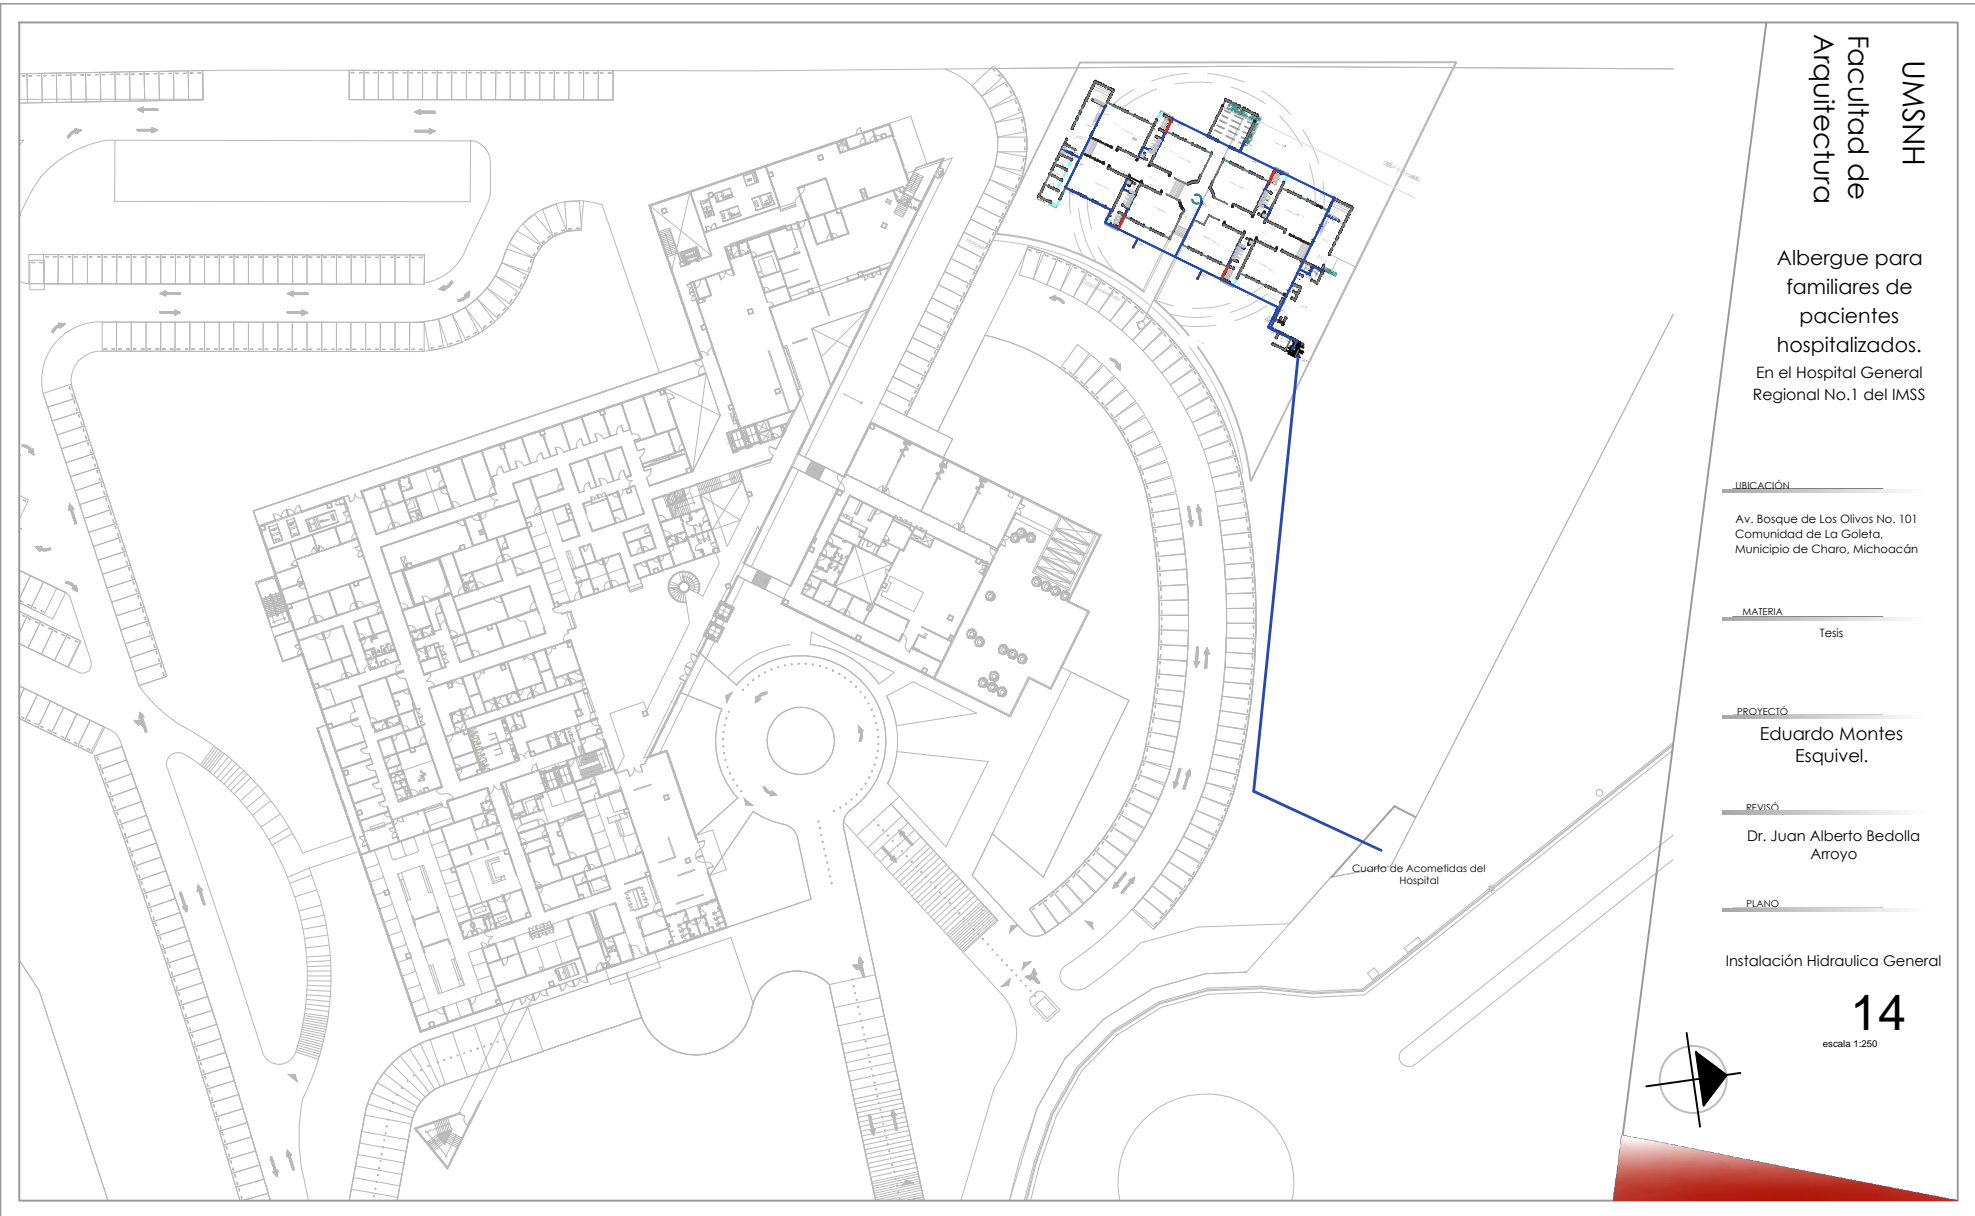 UMSNH
Facultad de
Arquitectura
Albergue para
familiares de
pacientes
hospitalizados.
En el Hospital General
Regional No.1 del IMSS
UBICACIÓN
Av. Bosque de Los Olivos No. 101
Comunidad de La Goleta,
Municipio de Charo, Michoacán
MATERIA
Tesis
PROYECTÓ
Eduardo Montes
Esquivel.
REVISÓ
Dr. Juan Alberto Bedolla
Arroyo
PLANO
Instalación Hidraulica General
14
escala 1:250
Cuarto de Acometidas del
Hospital